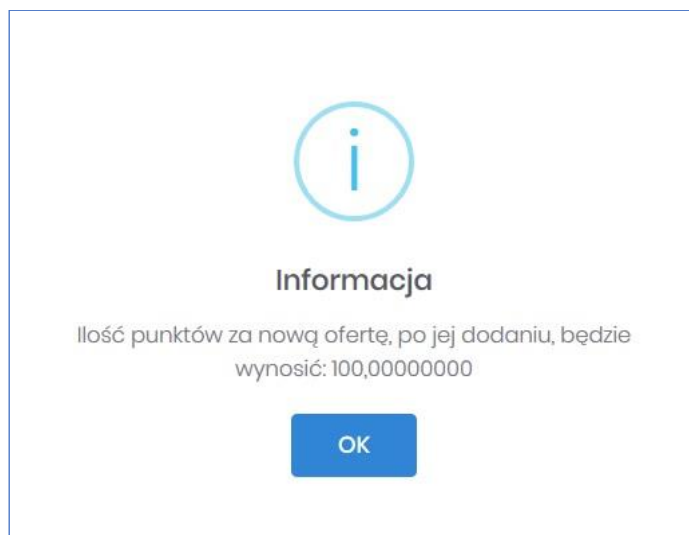 i
Informacja
Ilość punktów za nową ofertę, po jej dodaniu, będzie
wynosić: 100,00000000
OK